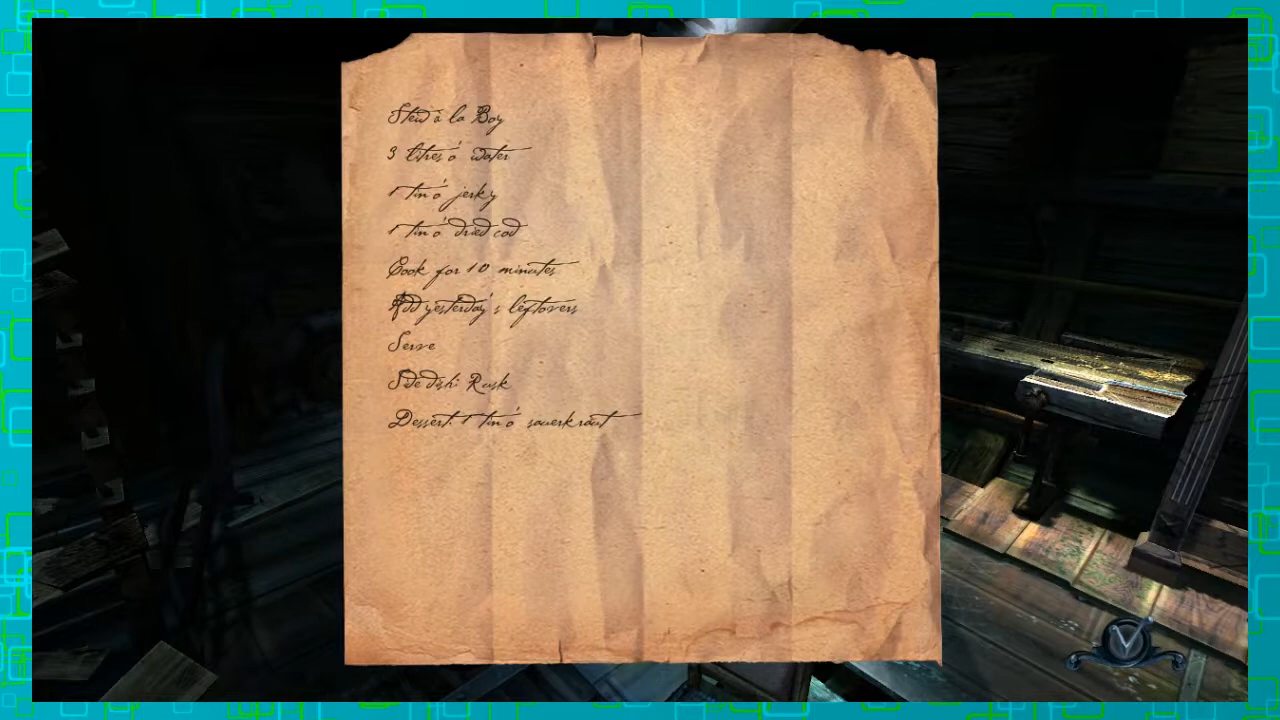 Stew à la Boy
3 litres o' water
1 tin o' jerky
1 tin o' dried cod
Cook for 10 minutes
Add yesterday's leftovers
Serve
Side dish: Rusk
Dessert: 1 tin o' sauerkraut